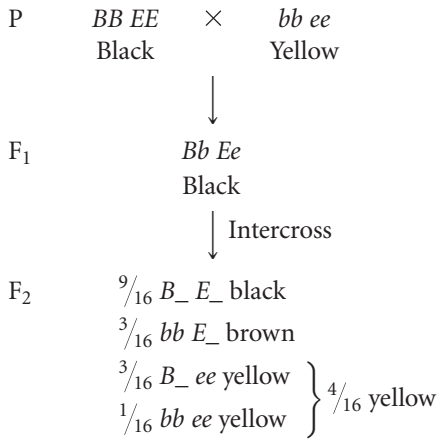 P BB EE × bb ee
Black Yellow
F₁ Bb Ee
Black
Intercross
F₂ 9/16 B_ E_ black
3/16 bb E_ brown
3/16 B_ ee yellow
1/16 bb ee yellow
4/16 yellow